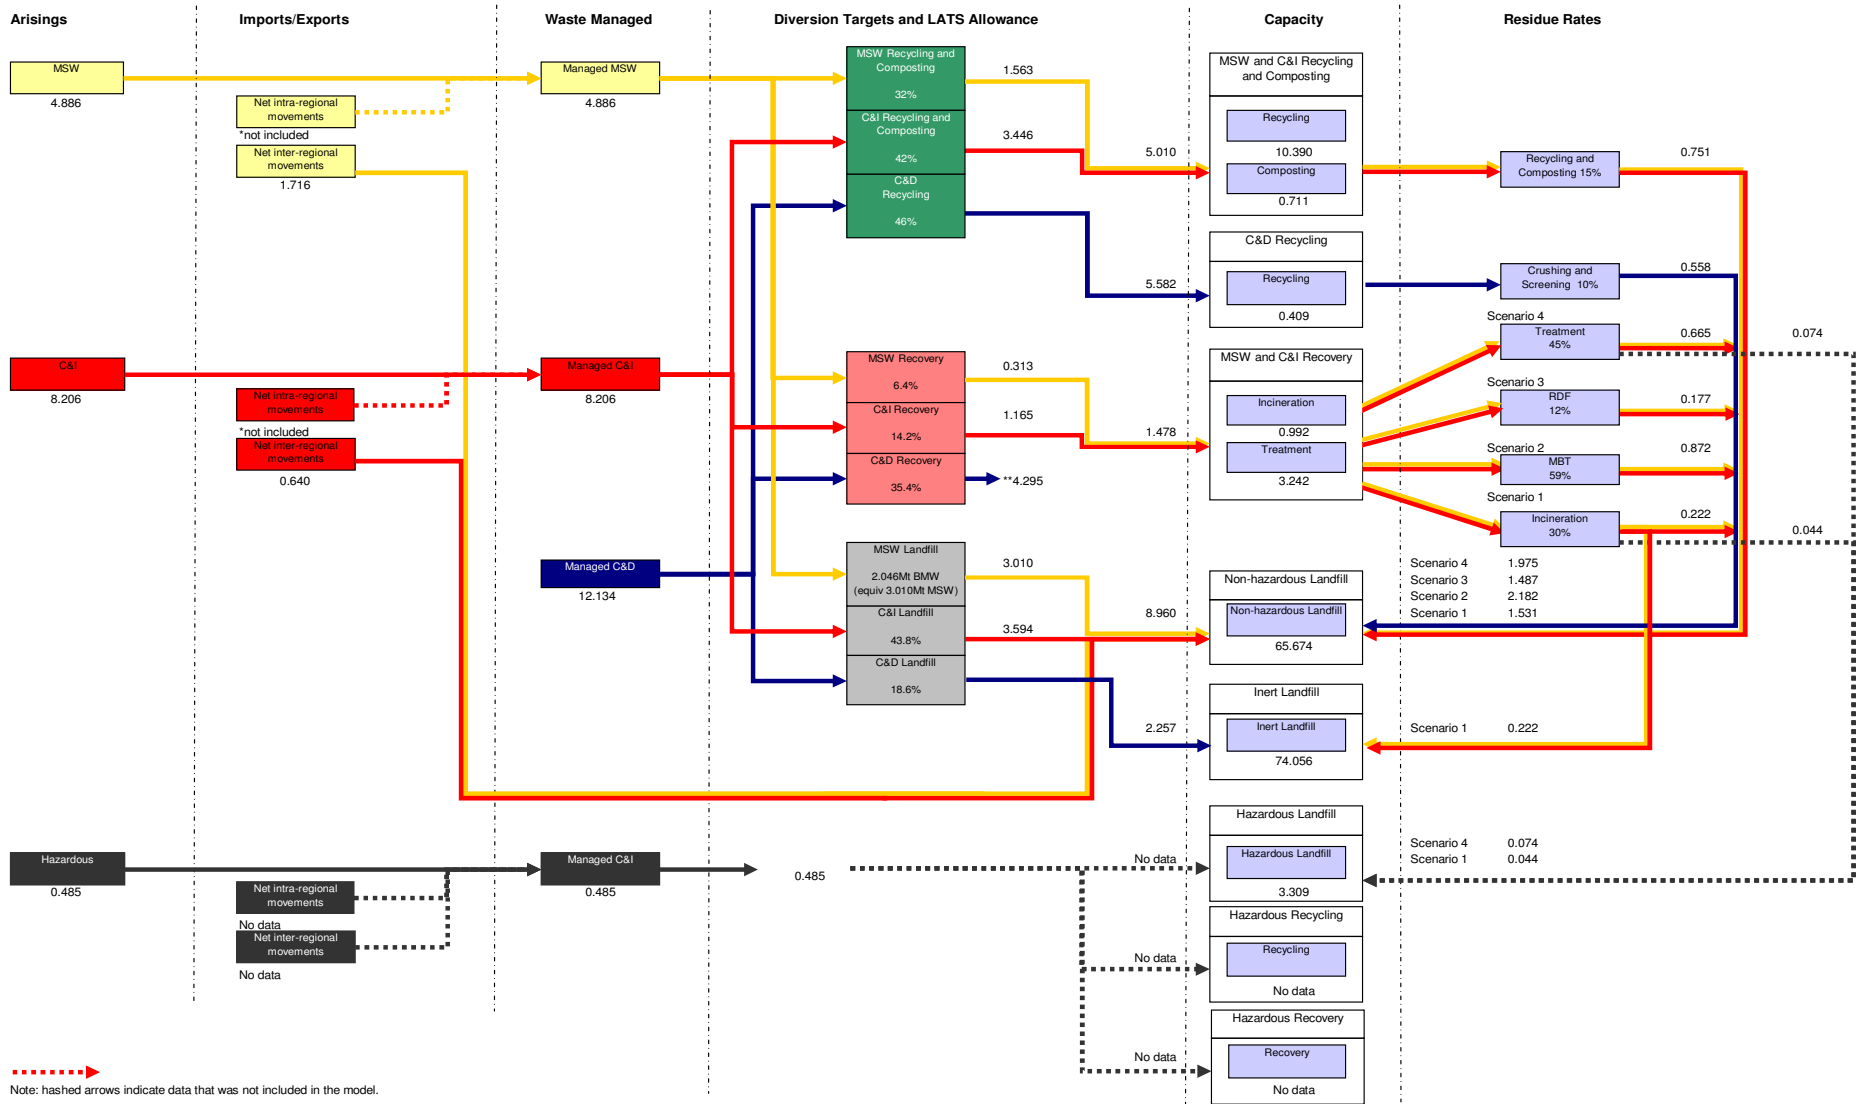 Arisings
Imports/Exports
Waste Managed
Diversion Targets and LATS Allowance
Capacity
Residue Rates
MSW
4.886
Net intra-regional
movements
*not included
Net inter-regional
movements
1.716
Managed MSW
4.886
MSW Recycling and
Composting
32%
1.563
C&I Recycling and
Composting
42%
3.446
C&D
Recycling
46%
5.010
5.582
MSW and C&I Recycling
and Composting
Recycling
10.390
Composting
0.711
Recycling and
Composting 15%
0.751
C&D Recycling
Recycling
0.409
Crushing and
Screening 10%
0.558
C&I
8.206
Net intra-regional
movements
*not included
Net inter-regional
movements
0.640
Managed C&I
8.206
MSW Recovery
6.4%
0.313
C&I Recovery
14.2%
1.165
C&D Recovery
35.4%
**4.295
1.478
MSW and C&I Recovery
Incineration
0.992
Treatment
3.242
Scenario 4
Treatment
45%
0.665
0.074
Scenario 3
RDF
12%
0.177
Scenario 2
MBT
59%
0.872
Scenario 1
Incineration
30%
0.222
0.044
Managed C&D
12.134
MSW Landfill
2.046Mt BMW
(equiv 3.010Mt MSW)
3.010
C&I Landfill
43.8%
3.594
C&D Landfill
18.6%
8.960
2.257
Non-hazardous Landfill
Non-hazardous Landfill
65.674
Scenario 4 1.975
Scenario 3 1.487
Scenario 2 2.182
Scenario 1 1.531
Inert Landfill
Inert Landfill
74.056
Scenario 1 0.222
Hazardous
0.485
Net intra-regional
movements
No data
Net inter-regional
movements
No data
Managed C&I
0.485
0.485
No data
No data
No data
Hazardous Landfill
Hazardous Landfill
3.309
Scenario 4 0.074
Scenario 1 0.044
Hazardous Recycling
Recycling
No data
Hazardous Recovery
Recovery
No data
Note: hashed arrows indicate data that was not included in the model.